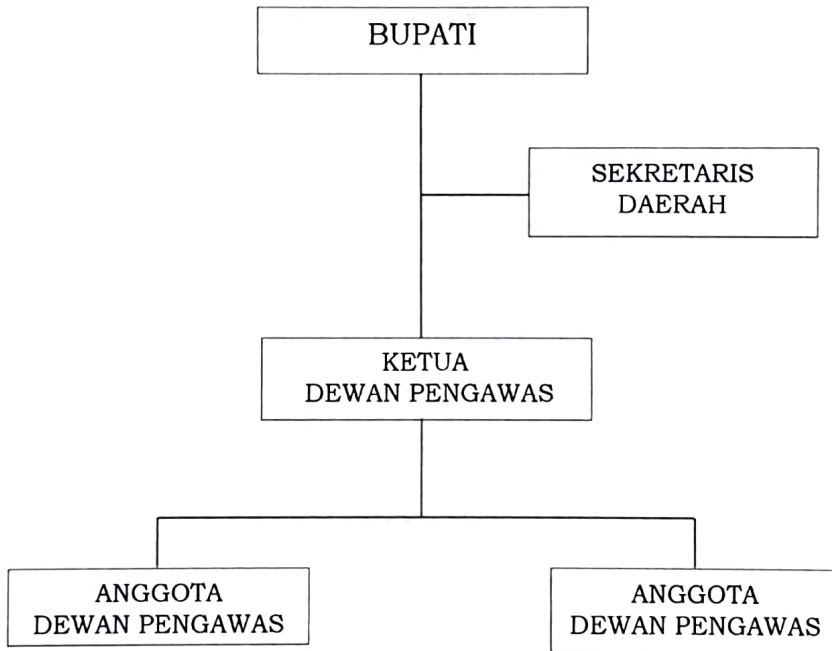 BUPATI
SEKRETARIS
DAERAH
KETUA
DEWAN PENGAWAS
ANGGOTA
DEWAN PENGAWAS
ANGGOTA
DEWAN PENGAWAS